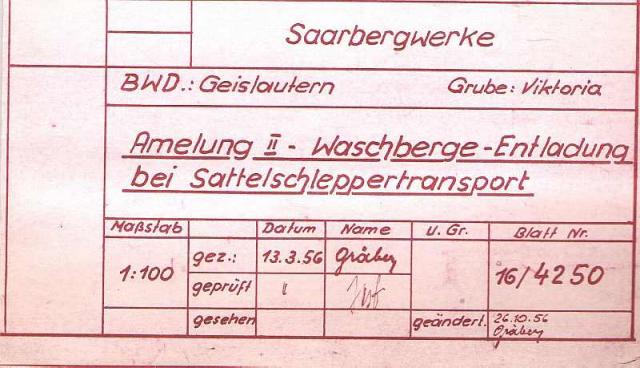 Saarbergwerke
BWD.: Geislautern Grube: Viktoria
Amelung II - Waschberge-Entladung
bei Sattelschleppertransport
Maßstab Datum Name U. Gr. Blatt Nr.
1:100 gez.: 13.3.56 Gräber 16/4250
geprüft "
gesehen geändert. 26.10.56
Gräber